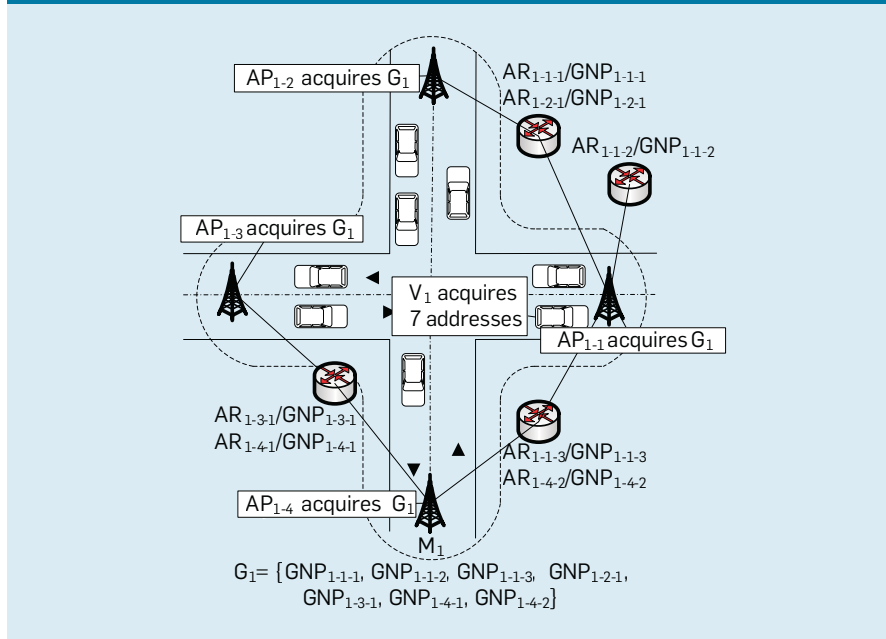 AP₁₋₂ acquires G₁
AR₁₋₁₋₁/GNP₁₋₁₋₁
AR₁₋₂₋₁/GNP₁₋₂₋₁
AR₁₋₁₋₂/GNP₁₋₁₋₂
AP₁₋₃ acquires G₁
V₁ acquires
7 addresses
AP₁₋₁ acquires G₁
AR₁₋₃₋₁/GNP₁₋₃₋₁
AR₁₋₄₋₁/GNP₁₋₄₋₁
AR₁₋₁₋₃/GNP₁₋₁₋₃
AR₁₋₄₋₂/GNP₁₋₄₋₂
AP₁₋₄ acquires G₁
M₁
G₁= {GNP₁₋₁₋₁, GNP₁₋₁₋₂, GNP₁₋₁₋₃, GNP₁₋₂₋₁,
GNP₁₋₃₋₁, GNP₁₋₄₋₁, GNP₁₋₄₋₂}